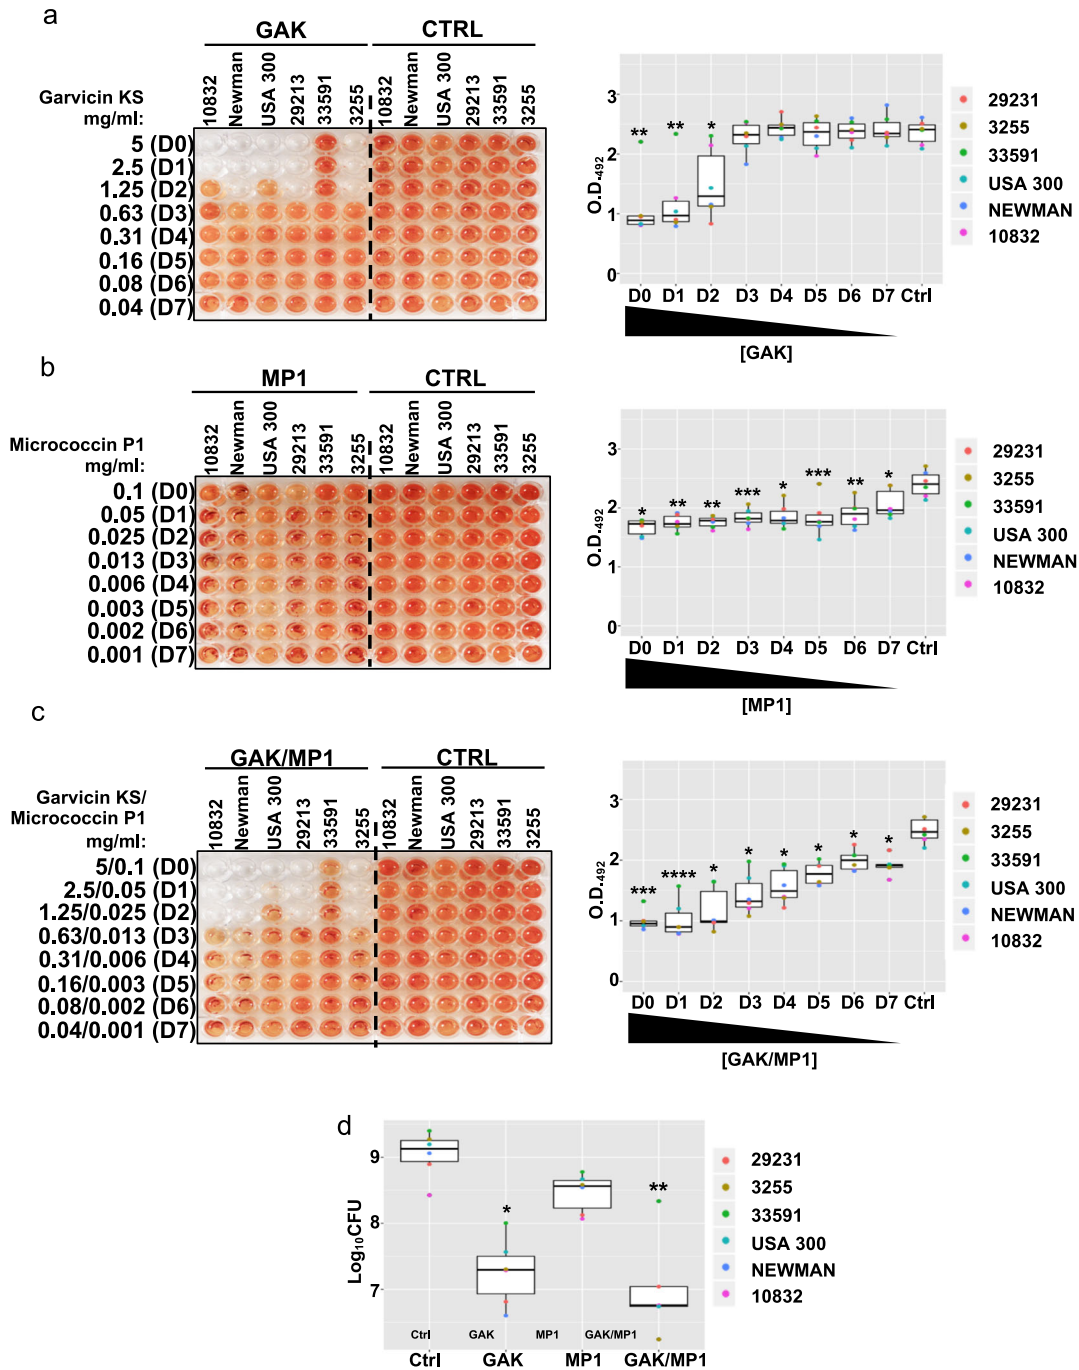 a
GAK
CTRL
Garvicin KS
mg/ml:
10832
Newman
USA 300
29213
33591
3255
10832
Newman
USA 300
29213
33591
3255
5 (D0)
2.5 (D1)
1.25 (D2)
0.63 (D3)
0.31 (D4)
0.16 (D5)
0.08 (D6)
0.04 (D7)
O.D-492
3
2
1
0
** ** *
D0 D1 D2 D3 D4 D5 D6 D7 Ctrl
[GAK]
29231
3255
33591
USA 300
NEWMAN
10832
b
MP1
CTRL
Micrococcin P1
mg/ml:
10832
Newman
USA 300
29213
33591
3255
10832
Newman
USA 300
29213
33591
3255
0.1 (D0)
0.05 (D1)
0.025 (D2)
0.013 (D3)
0.006 (D4)
0.003 (D5)
0.002 (D6)
0.001 (D7)
O.D-492
3
2
1
0
* ** ** *** * *** ** *
D0 D1 D2 D3 D4 D5 D6 D7 Ctrl
[MP1]
29231
3255
33591
USA 300
NEWMAN
10832
c
GAK/MP1
CTRL
Garvicin KS/
Micrococcin P1
mg/ml:
10832
Newman
USA 300
29213
33591
3255
10832
Newman
USA 300
29213
33591
3255
5/0.1 (D0)
2.5/0.05 (D1)
1.25/0.025 (D2)
0.63/0.013 (D3)
0.31/0.006 (D4)
0.16/0.003 (D5)
0.08/0.002 (D6)
0.04/0.001 (D7)
O.D-492
3
2
1
0
*** **** * * * * * *
D0 D1 D2 D3 D4 D5 D6 D7 Ctrl
[GAK/MP1]
29231
3255
33591
USA 300
NEWMAN
10832
d
Log10CFU
9
8
7
* **
Ctrl GAK MP1 GAK/MP1
Ctrl GAK MP1 GAK/MP1
29231
3255
33591
USA 300
NEWMAN
10832